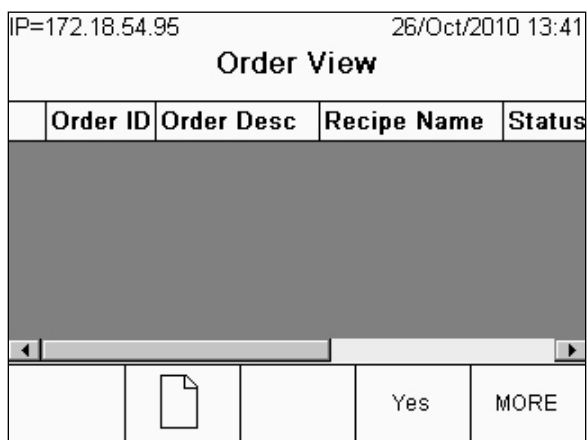 IP=172.18.54.95 26/Oct/2010 13:41
Order View
Order ID Order Desc Recipe Name Status
Yes MORE